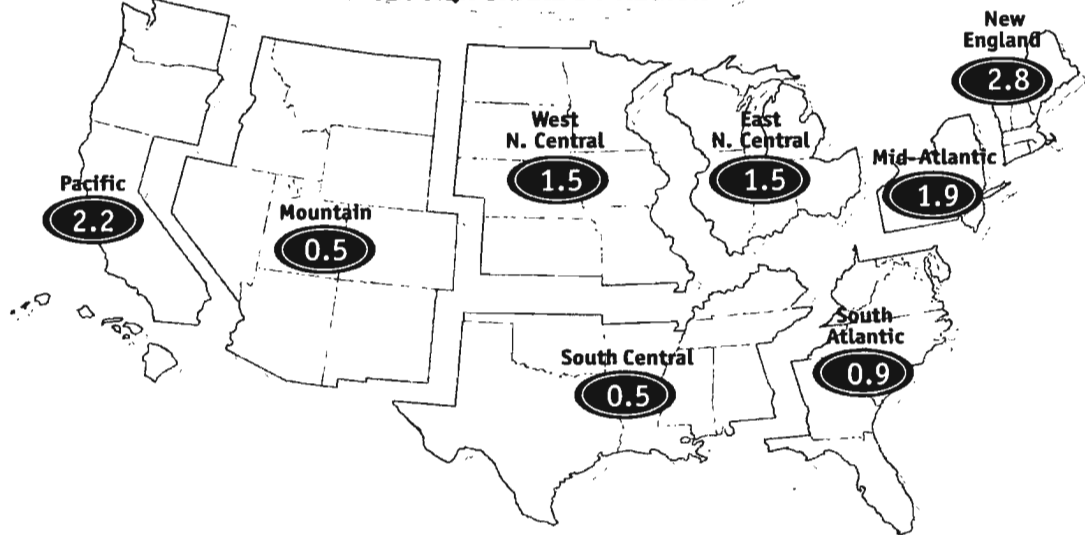 New
England
2.8
West
N. Central
1.5
East
N. Central
1.5
Mid-Atlantic
1.9
Pacific
2.2
Mountain
0.5
South
Atlantic
0.9
South Central
0.5